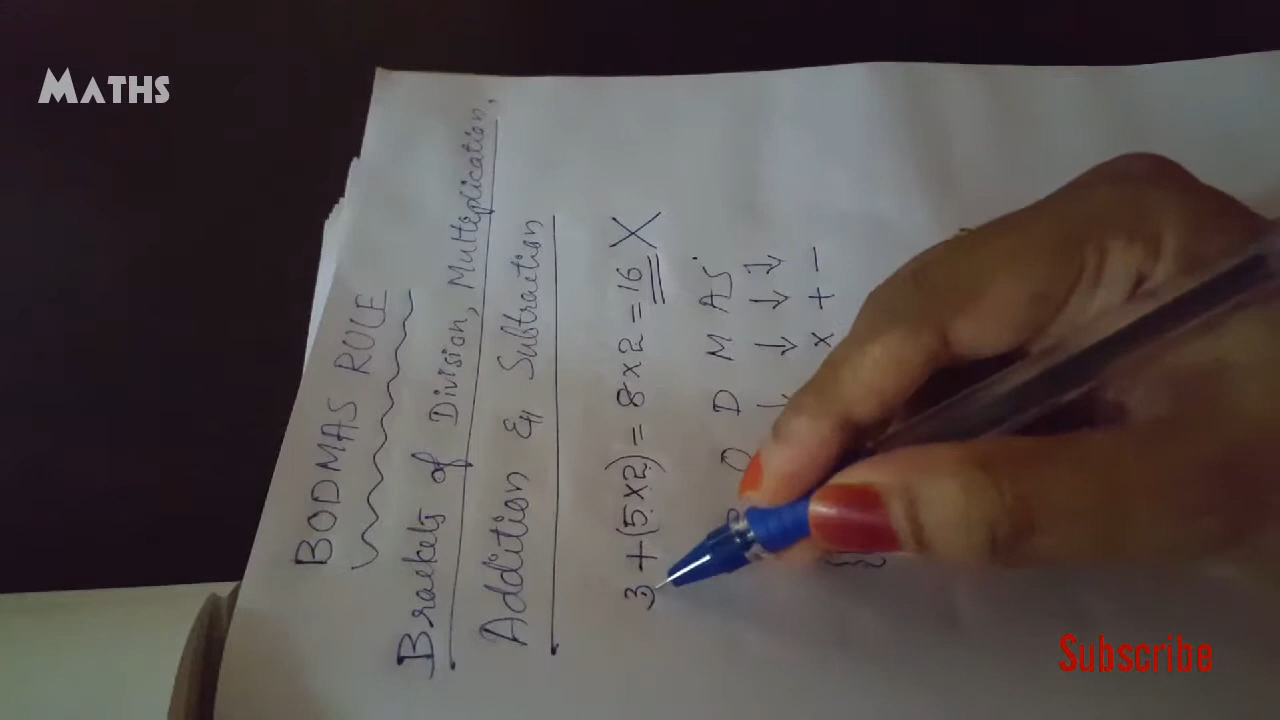 MATHS
BODMAS RULE
Brackets of Division, Multiplication,
Addition & Subtraction
3 + (5 × 2) = 8 × 2 = 16 X
O D M A S
× + -
Subscribe